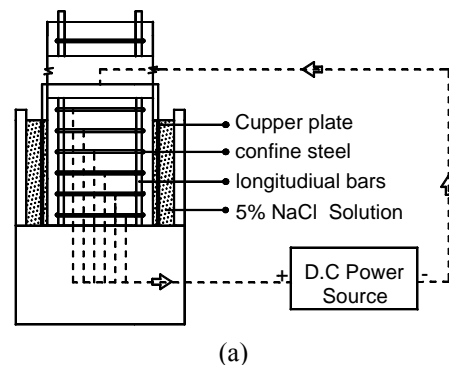 Cupper plate
confine steel
longitudiual bars
5% NaCl Solution
+ D.C Power -
Source
(a)